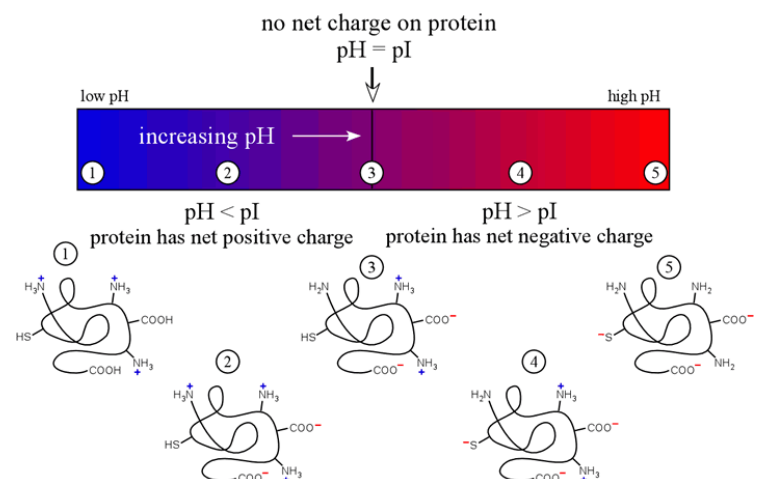 no net charge on protein
pH = pI
low pH
high pH
increasing pH
1 2 3 4 5
pH < pI
pH > pI
protein has net positive charge
protein has net negative charge
1
H₃N+ NH₃+
COOH
HS
COOH NH₃+
2
H₃N+ NH₃+
COO−
HS
COO− NH₃+
3
H₂N NH₃+
COO−
HS
COO− NH₃+
4
H₂N NH₃+
COO−
−S
COO− NH₃+
5
H₂N NH₂
COO−
−S
COO− NH₂